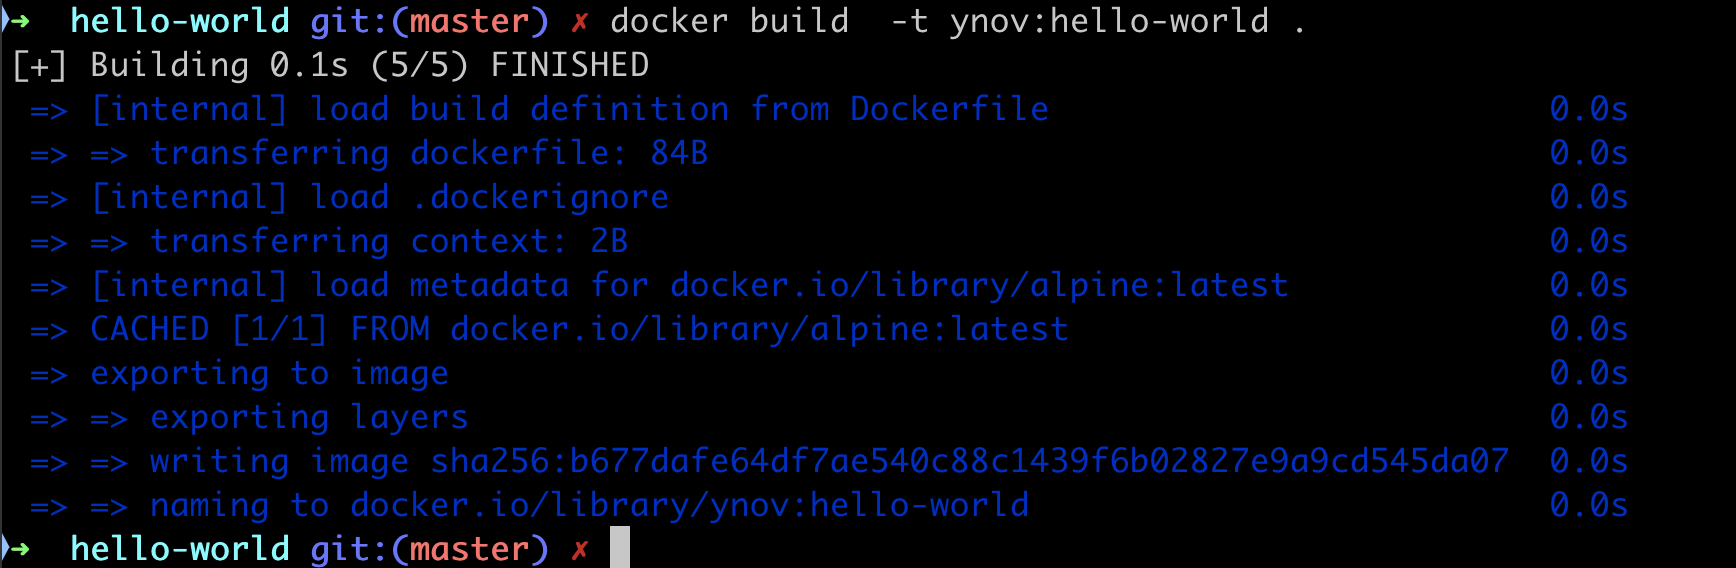 ➜ hello-world git:(master) ✗ docker build  -t ynov:hello-world .
[+] Building 0.1s (5/5) FINISHED
=> [internal] load build definition from Dockerfile 0.0s
=> => transferring dockerfile: 84B 0.0s
=> [internal] load .dockerignore 0.0s
=> => transferring context: 2B 0.0s
=> [internal] load metadata for docker.io/library/alpine:latest 0.0s
=> CACHED [1/1] FROM docker.io/library/alpine:latest 0.0s
=> exporting to image 0.0s
=> => exporting layers 0.0s
=> => writing image sha256:b677dafe64df7ae540c88c1439f6b02827e9a9cd545da07 0.0s
=> => naming to docker.io/library/ynov:hello-world 0.0s
➜ hello-world git:(master) ✗